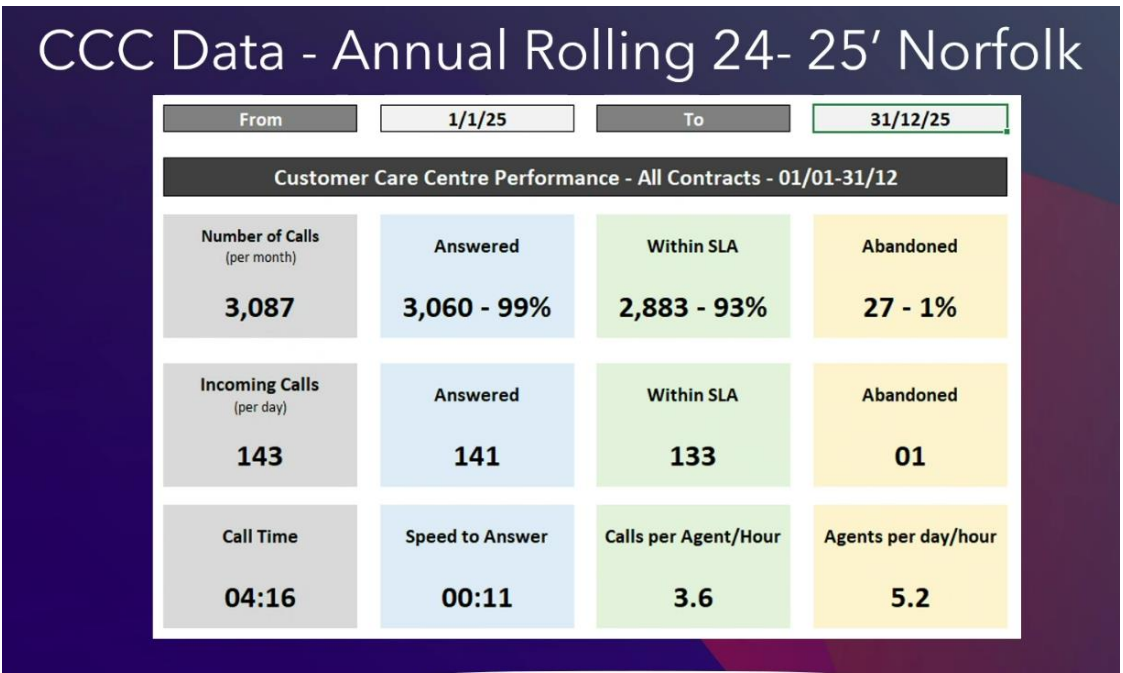 CCC Data - Annual Rolling 24- 25’ Norfolk
From 1/1/25 To 31/12/25
Customer Care Centre Performance - All Contracts - 01/01-31/12
Number of Calls
(per month)
3,087
Answered
3,060 - 99%
Within SLA
2,883 - 93%
Abandoned
27 - 1%
Incoming Calls
(per day)
143
Answered
141
Within SLA
133
Abandoned
01
Call Time
04:16
Speed to Answer
00:11
Calls per Agent/Hour
3.6
Agents per day/hour
5.2